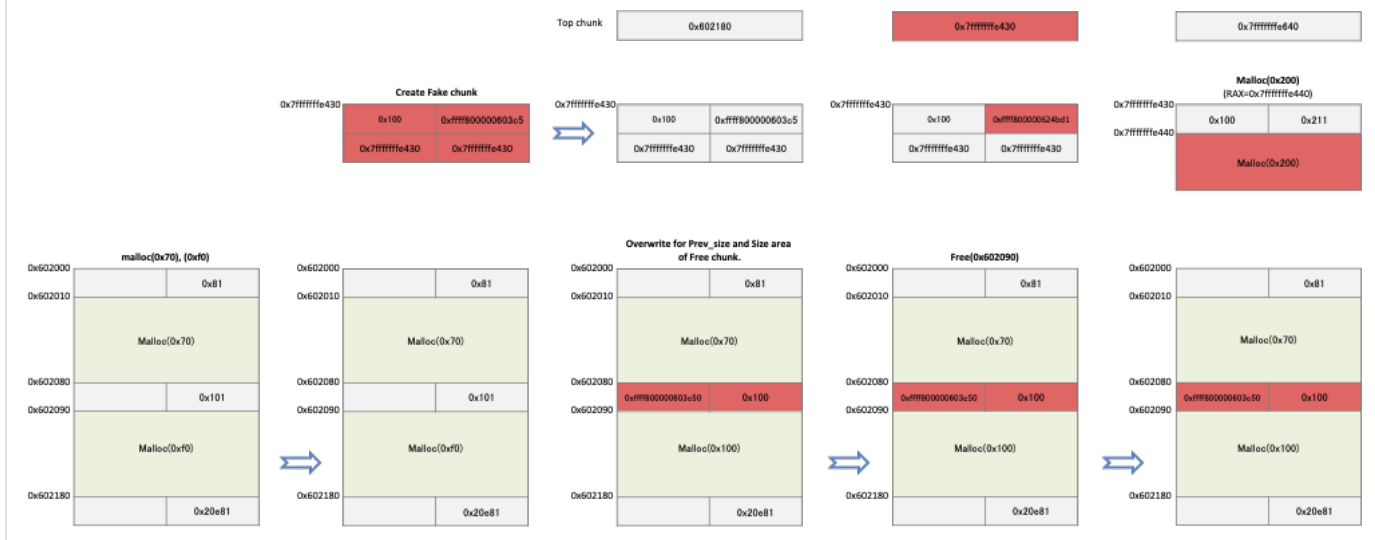 Top chunk
0x602180
0x7fffffffe430
0x7fffffffe640
Create Fake chunk
0x7fffffffe430
0x100 0xffff800000603c5
0x7fffffffe430 0x7fffffffe430
0x7fffffffe430
0x100 0xffff800000603c5
0x7fffffffe430 0x7fffffffe430
0x7fffffffe430
0x100 0xffff800000624bd1
0x7fffffffe430 0x7fffffffe430
Malloc(0x200)
(RAX=0x7fffffffe440)
0x7fffffffe430
0x100 0x211
0x7fffffffe440
Malloc(0x200)
malloc(0x70), (0xf0)
0x602000
0x81
0x602010
Malloc(0x70)
0x602080
0x101
0x602090
Malloc(0xf0)
0x602180
0x20e81
0x602000
0x81
0x602010
Malloc(0x70)
0x602080
0x101
0x602090
Malloc(0xf0)
0x602180
0x20e81
Overwrite for Prev_size and Size area
of Free chunk.
0x602000
0x81
0x602010
Malloc(0x70)
0x602080
0xffff800000603c50 0x100
0x602090
Malloc(0x100)
0x602180
0x20e81
Free(0x602090)
0x602000
0x81
0x602010
Malloc(0x70)
0x602080
0xffff800000603c50 0x100
0x602090
Malloc(0x100)
0x602180
0x20e81
0x602000
0x81
0x602010
Malloc(0x70)
0x602080
0xffff800000603c50 0x100
0x602090
Malloc(0x100)
0x602180
0x20e81